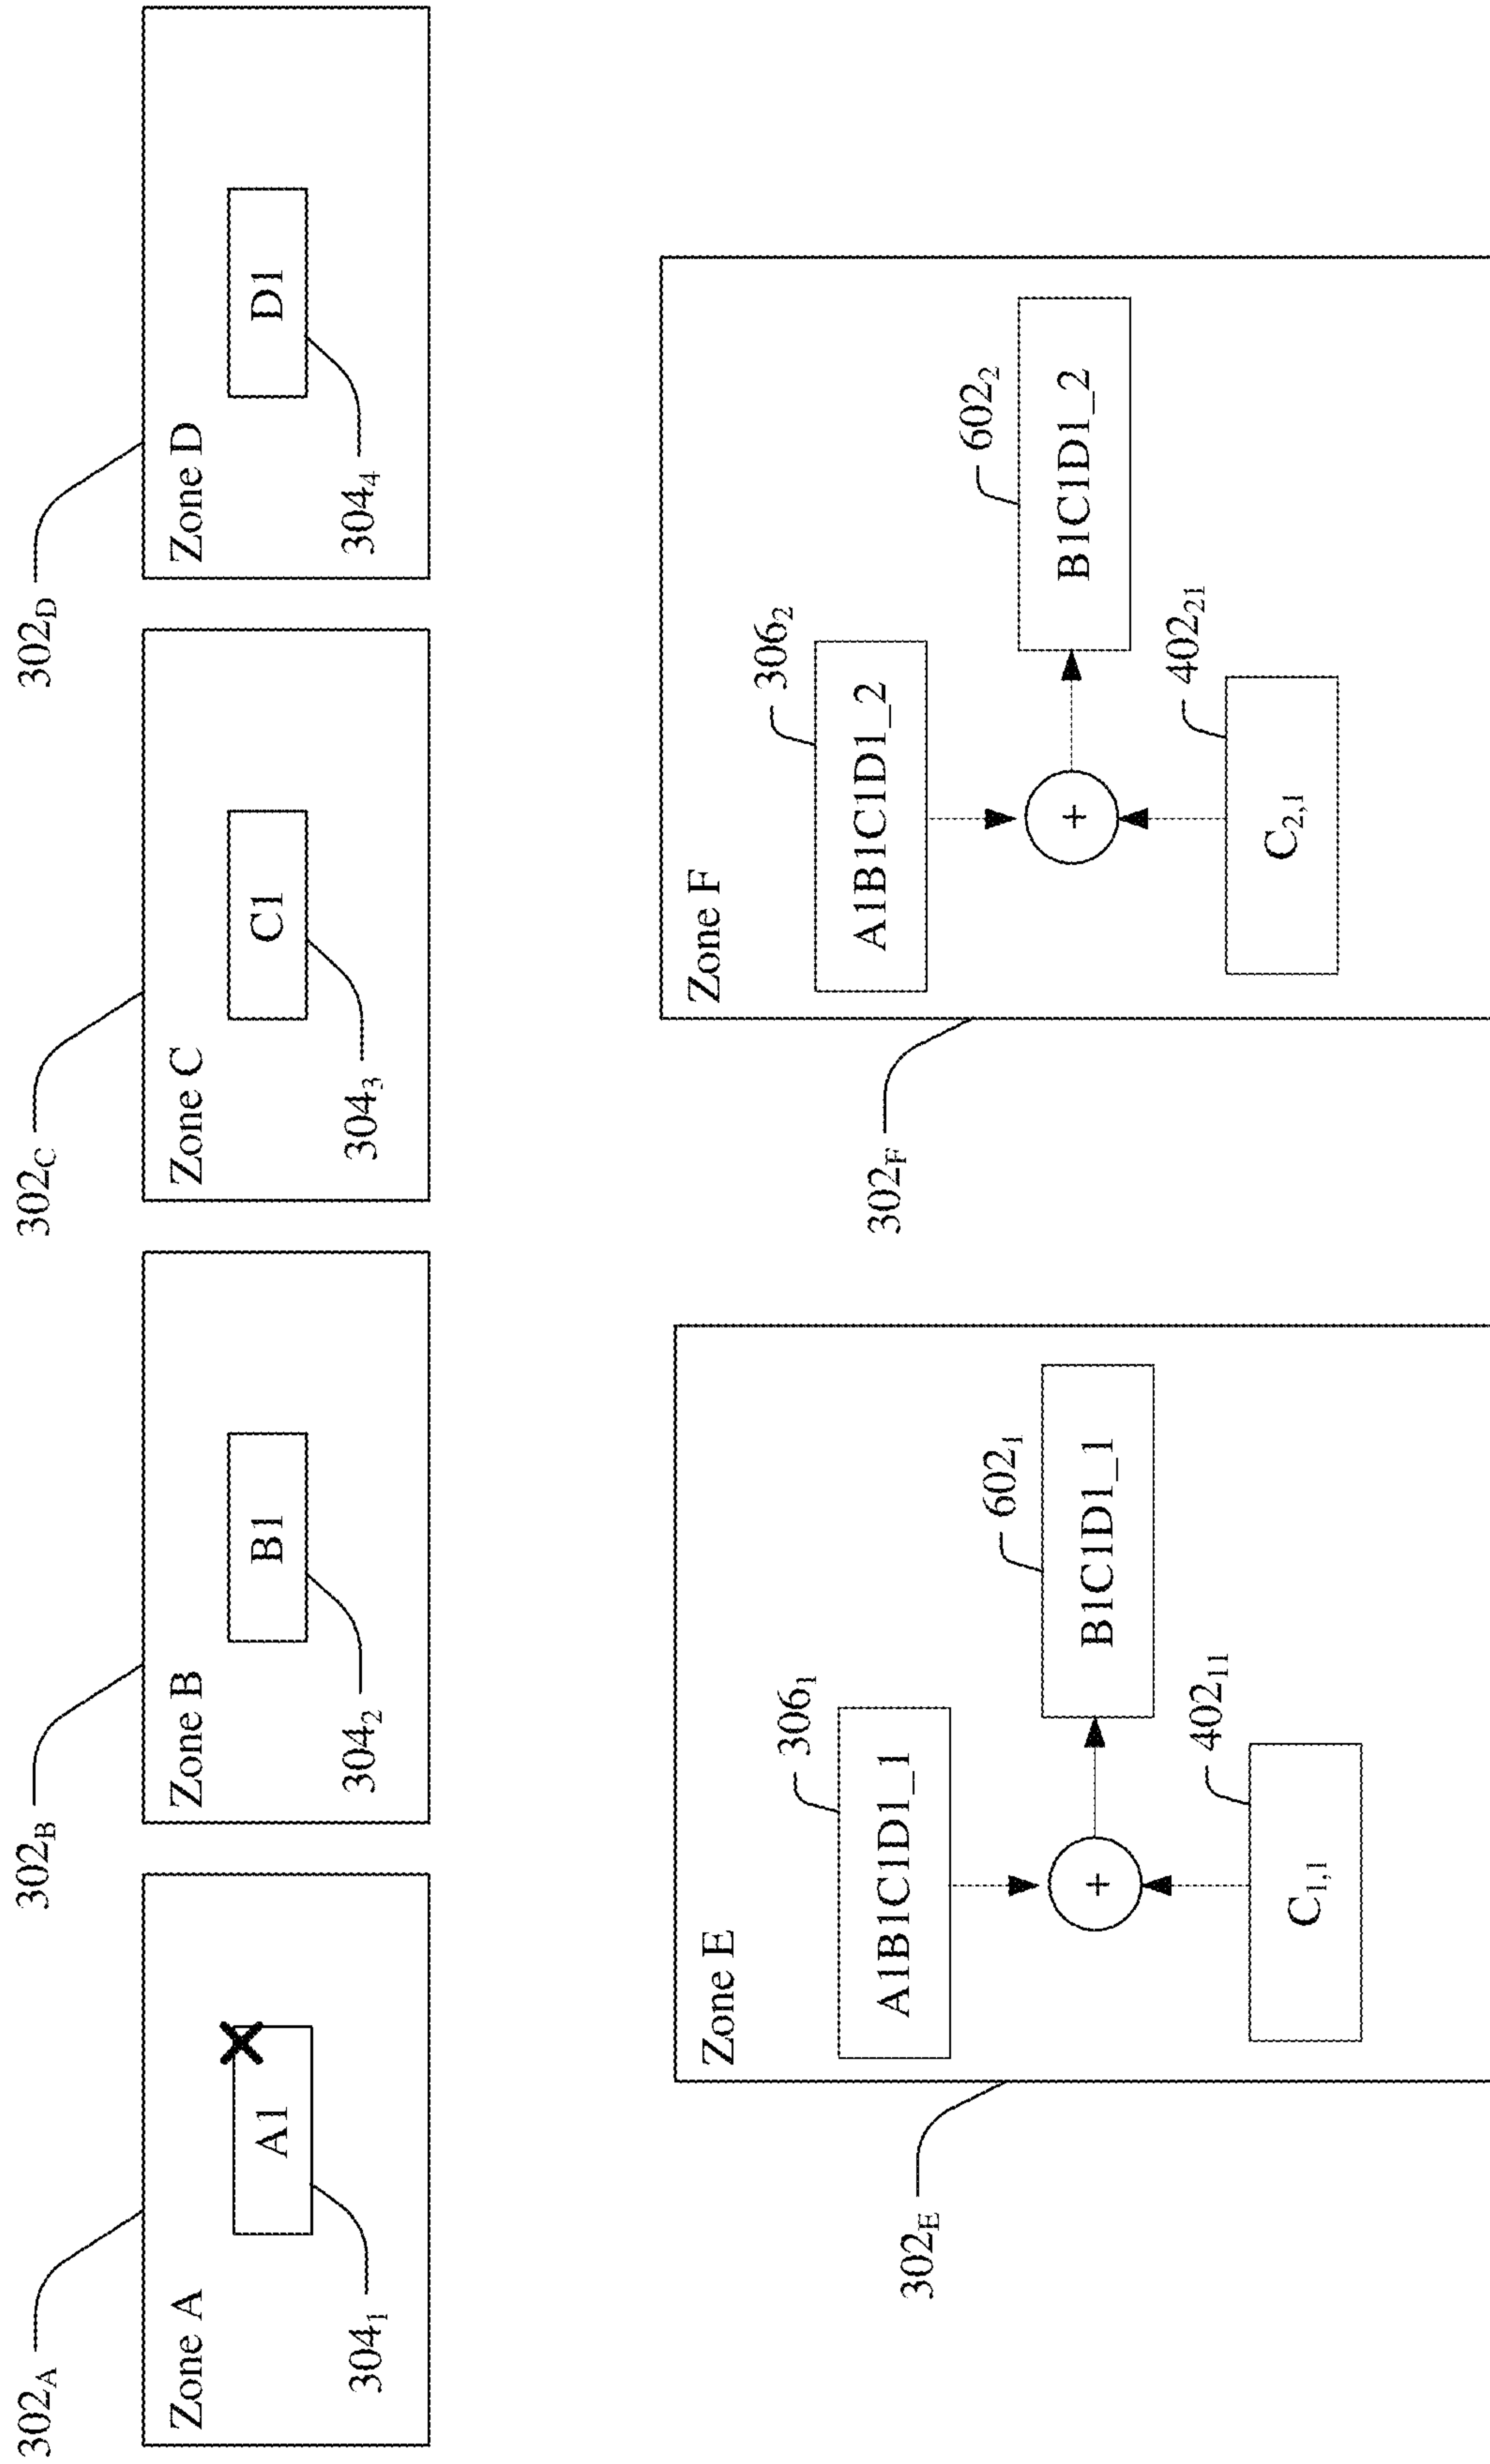 302A
302B
302C
302D
Zone A
Zone B
Zone C
Zone D
A1
B1
C1
D1
304₁
304₂
304₃
304₄
Zone E
Zone F
306₁
306₂
A1B1C1D1_1
A1B1C1D1_2
602₁
602₂
+
B1C1D1_1
+
B1C1D1_2
302E
302F
402₁₁
402₂₁
C₁,₁
C₂,₁